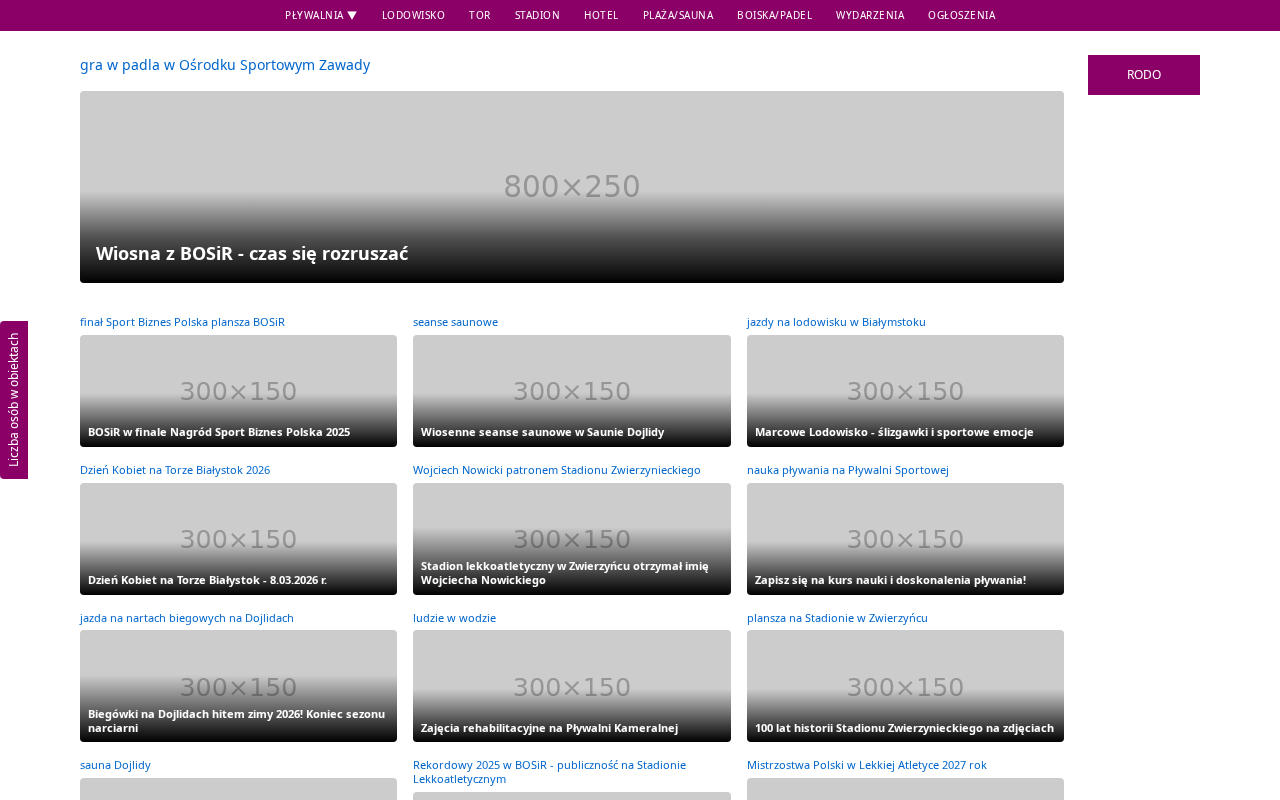 PŁYWALNIA ▼ LODOWISKO TOR STADION HOTEL PLAŻA/SAUNA BOISKA/PADEL WYDARZENIA OGŁOSZENIA
gra w padla w Ośrodku Sportowym Zawady
RODO
800×250
Wiosna z BOSiR - czas się rozruszać
Liczba osób w obiektach
finał Sport Biznes Polska plansza BOSiR
300×150
BOSiR w finale Nagród Sport Biznes Polska 2025
seanse saunowe
300×150
Wiosenne seanse saunowe w Saunie Dojlidy
jazdy na lodowisku w Białymstoku
300×150
Marcowe Lodowisko - ślizgawki i sportowe emocje
Dzień Kobiet na Torze Białystok 2026
300×150
Dzień Kobiet na Torze Białystok - 8.03.2026 r.
Wojciech Nowicki patronem Stadionu Zwierzynieckiego
300×150
Stadion lekkoatletyczny w Zwierzyńcu otrzymał imię
Wojciecha Nowickiego
nauka pływania na Pływalni Sportowej
300×150
Zapisz się na kurs nauki i doskonalenia pływania!
jazda na nartach biegowych na Dojlidach
300×150
Biegówki na Dojlidach hitem zimy 2026! Koniec sezonu
narciarni
ludzie w wodzie
300×150
Zajęcia rehabilitacyjne na Pływalni Kameralnej
plansza na Stadionie w Zwierzyńcu
300×150
100 lat historii Stadionu Zwierzynieckiego na zdjęciach
sauna Dojlidy
Rekordowy 2025 w BOSiR - publiczność na Stadionie
Lekkoatletycznym
Mistrzostwa Polski w Lekkiej Atletyce 2027 rok